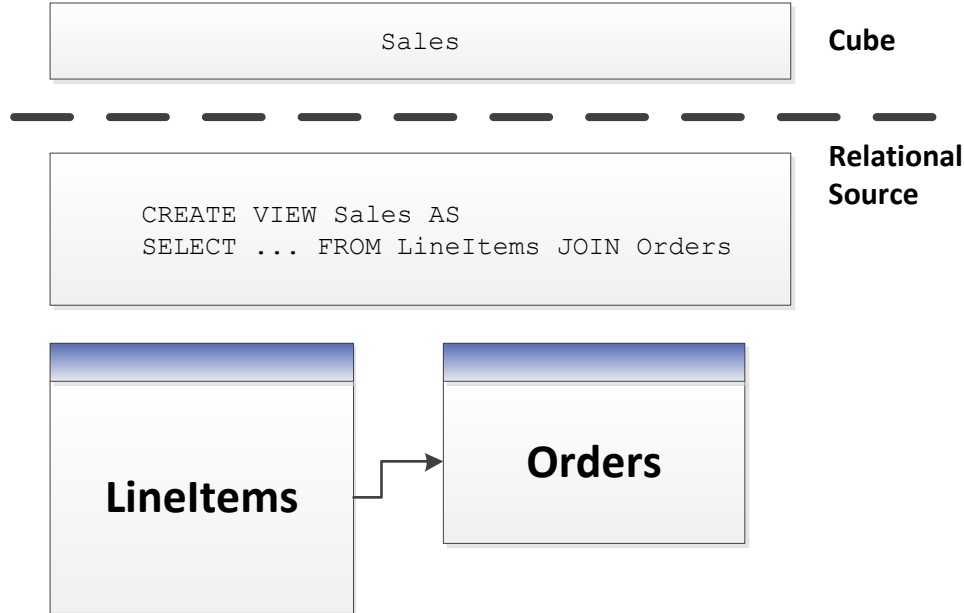 Sales
Cube
Relational
Source
CREATE VIEW Sales AS
SELECT ... FROM LineItems JOIN Orders
LineItems
Orders